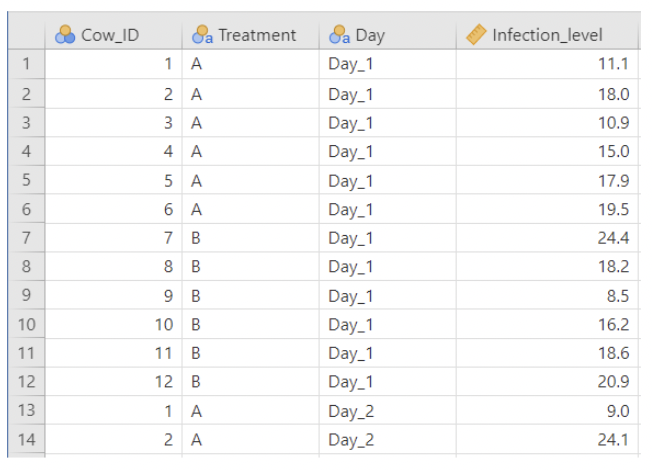 Cow_ID Treatment Day Infection_level
1 1 A Day_1 11.1
2 2 A Day_1 18.0
3 3 A Day_1 10.9
4 4 A Day_1 15.0
5 5 A Day_1 17.9
6 6 A Day_1 19.5
7 7 B Day_1 24.4
8 8 B Day_1 18.2
9 9 B Day_1 8.5
10 10 B Day_1 16.2
11 11 B Day_1 18.6
12 12 B Day_1 20.9
13 1 A Day_2 9.0
14 2 A Day_2 24.1